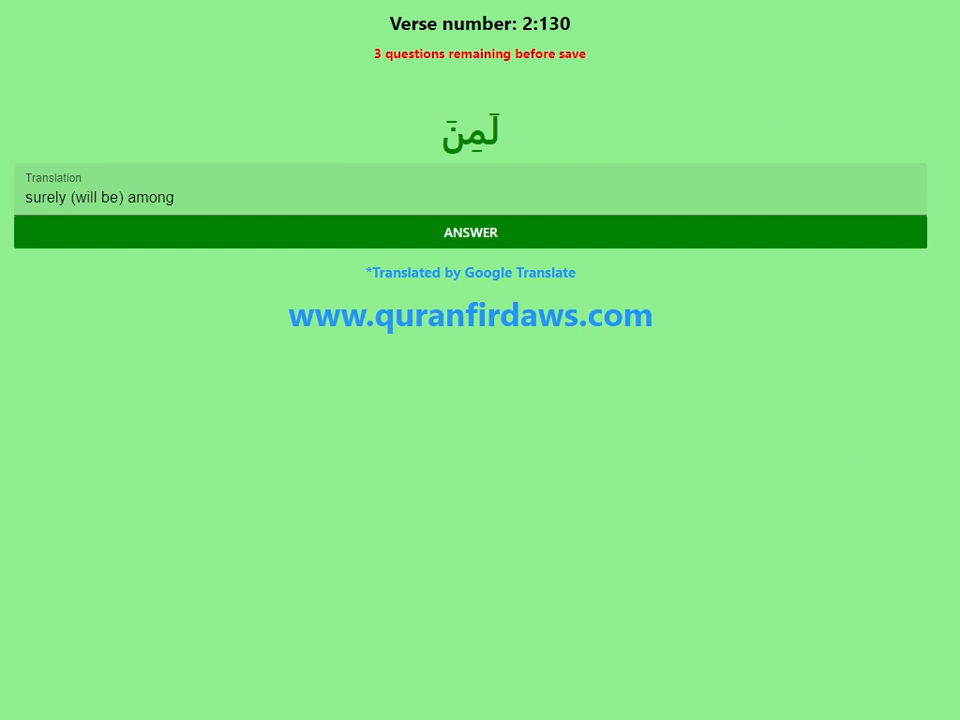 Verse number: 2:130
3 questions remaining before save
لَمِنَ
Translation
surely (will be) among
ANSWER
*Translated by Google Translate
www.quranfirdaws.com